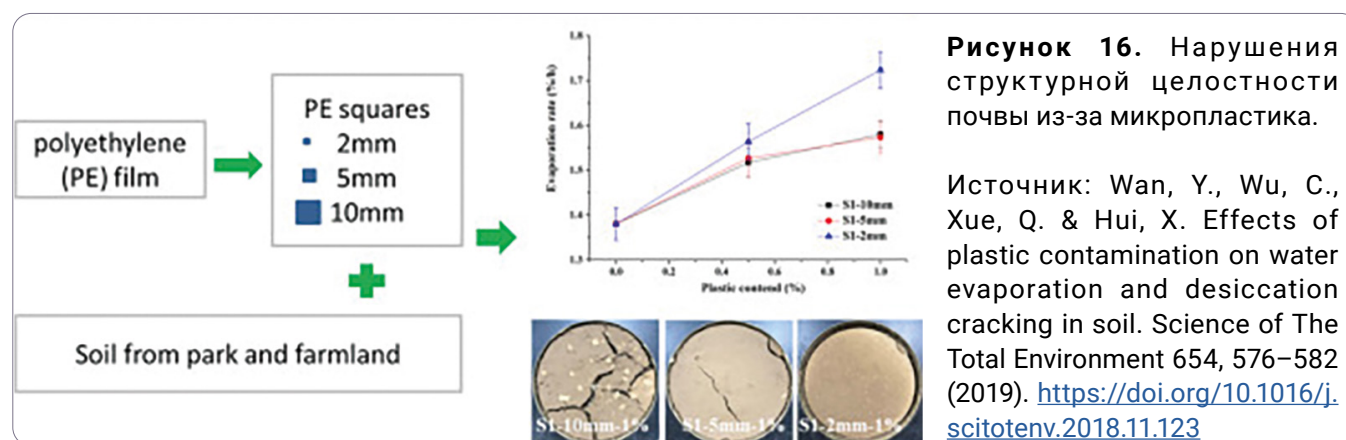 polyethylene
(PE) film
PE squares
2mm
5mm
10mm
Soil from park and farmland
Evaporation rate (%/h)
1.8
1.7
1.6
1.5
1.4
1.3
S1-10mm
S1-5mm
S1-2mm
0.0
0.2
0.4
0.6
0.8
1.0
Plastic contend (%)
S1-10mm-1%
S1-5mm-1%
S1-2mm-1%
Рисунок 16. Нарушения
структурной целостности
почвы из-за микропластика.
Источник: Wan, Y., Wu, C.,
Xue, Q. & Hui, X. Effects of
plastic contamination on water
evaporation and desiccation
cracking in soil. Science of The
Total Environment 654, 576–582
(2019). https://doi.org/10.1016/j.
scitotenv.2018.11.123